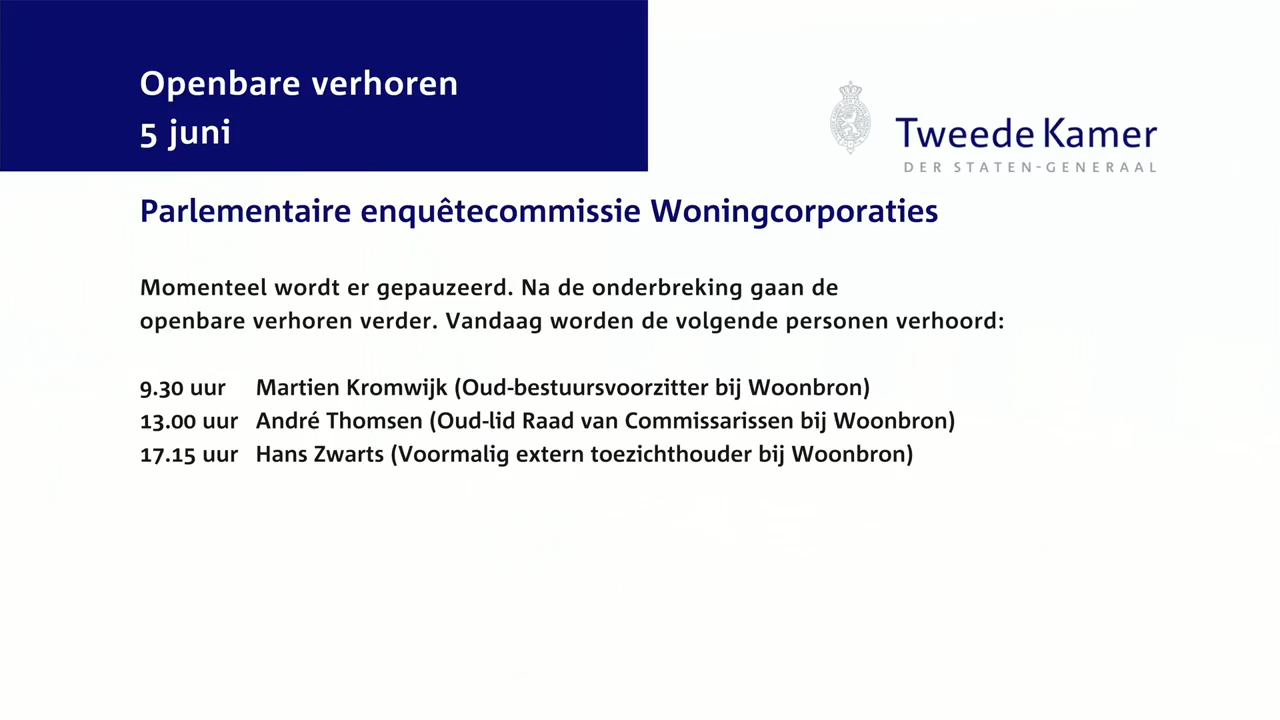 Openbare verhoren
5 juni
Tweede Kamer
DER STATEN-GENERAAL
Parlementaire enquêtecommissie Woningcorporaties
Momenteel wordt er gepauzeerd. Na de onderbreking gaan de
openbare verhoren verder. Vandaag worden de volgende personen verhoord:
9.30 uur Martien Kromwijk (Oud-bestuursvoorzitter bij Woonbron)
13.00 uur André Thomsen (Oud-lid Raad van Commissarissen bij Woonbron)
17.15 uur Hans Zwarts (Voormalig extern toezichthouder bij Woonbron)